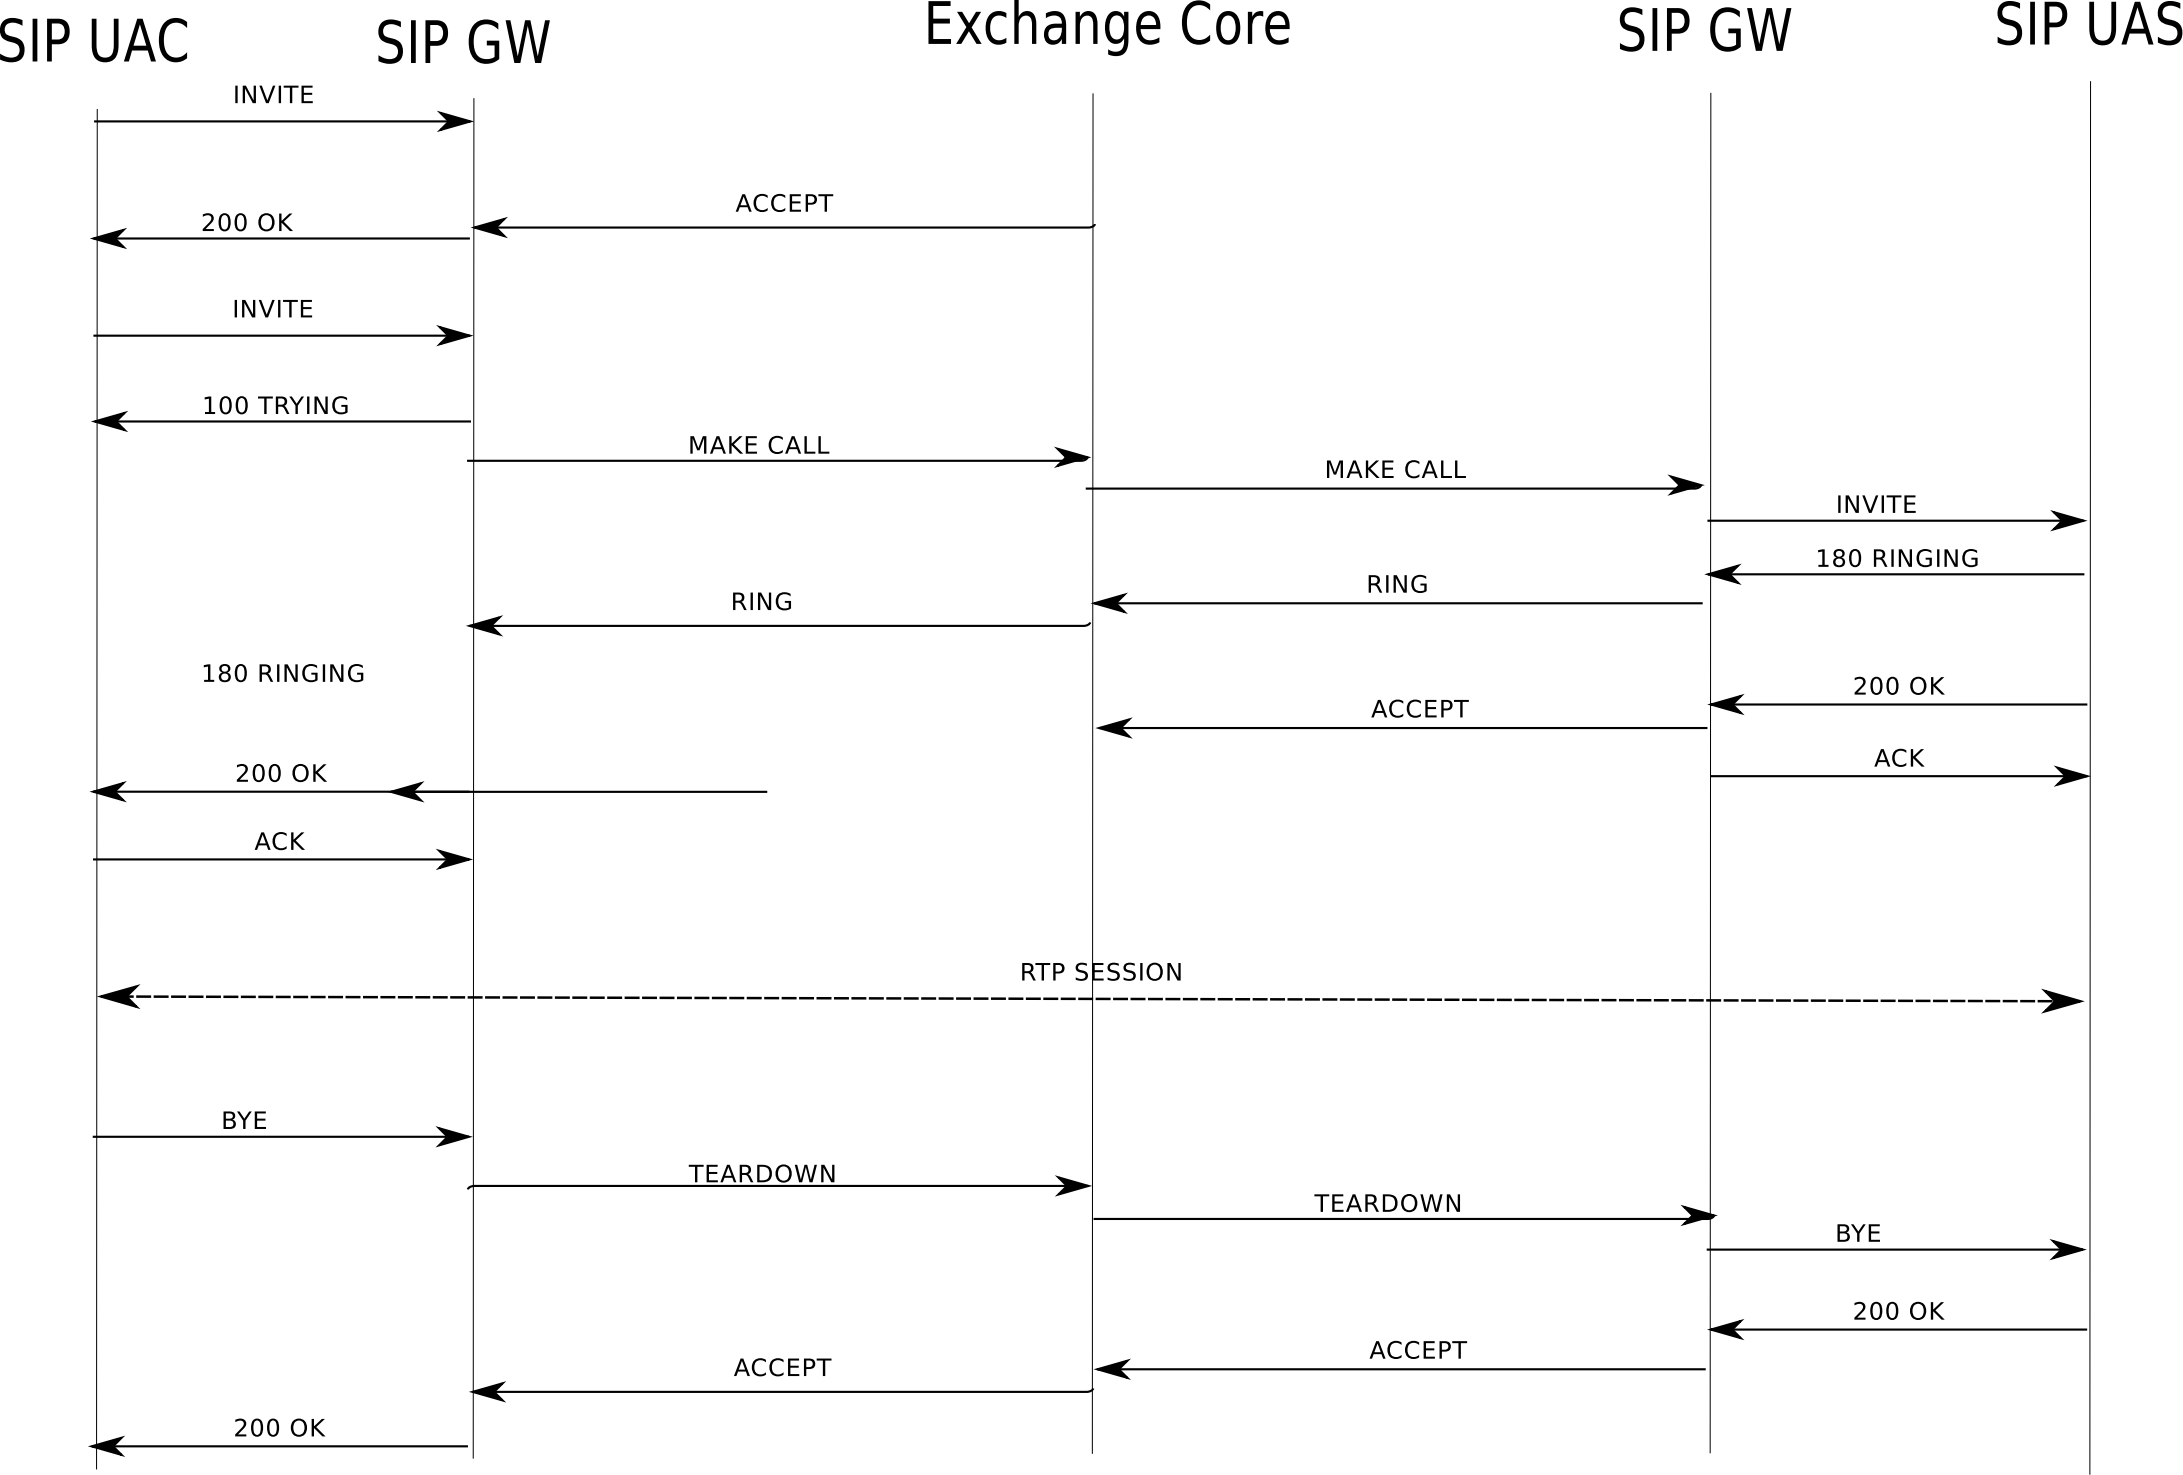 SIP UAC
SIP GW
Exchange Core
SIP GW
SIP UAS
INVITE
ACCEPT
200 OK
INVITE
100 TRYING
MAKE CALL
MAKE CALL
INVITE
180 RINGING
RING
RING
180 RINGING
200 OK
ACCEPT
ACK
200 OK
ACK
RTP SESSION
BYE
TEARDOWN
TEARDOWN
BYE
200 OK
ACCEPT
ACCEPT
200 OK